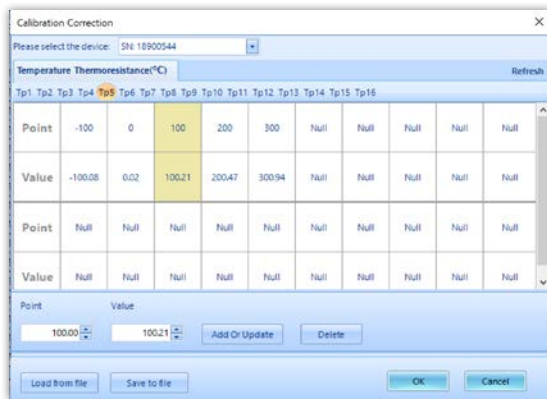 Calibration Correction
Please select the device: SN: 18900544
Temperature Thermoresistance(°C) Refresh
Tp1 Tp2 Tp3 Tp4 Tp5 Tp6 Tp7 Tp8 Tp9 Tp10 Tp11 Tp12 Tp13 Tp14 Tp15 Tp16
Point -100 0 100 200 300 Null Null Null Null Null
Value -100.08 0.02 100.21 200.47 300.94 Null Null Null Null Null
Point Null Null Null Null Null Null Null Null Null Null
Value Null Null Null Null Null Null Null Null Null Null
Point Value
100.00 100.21 Add Or Update Delete
Load from file Save to file OK Cancel